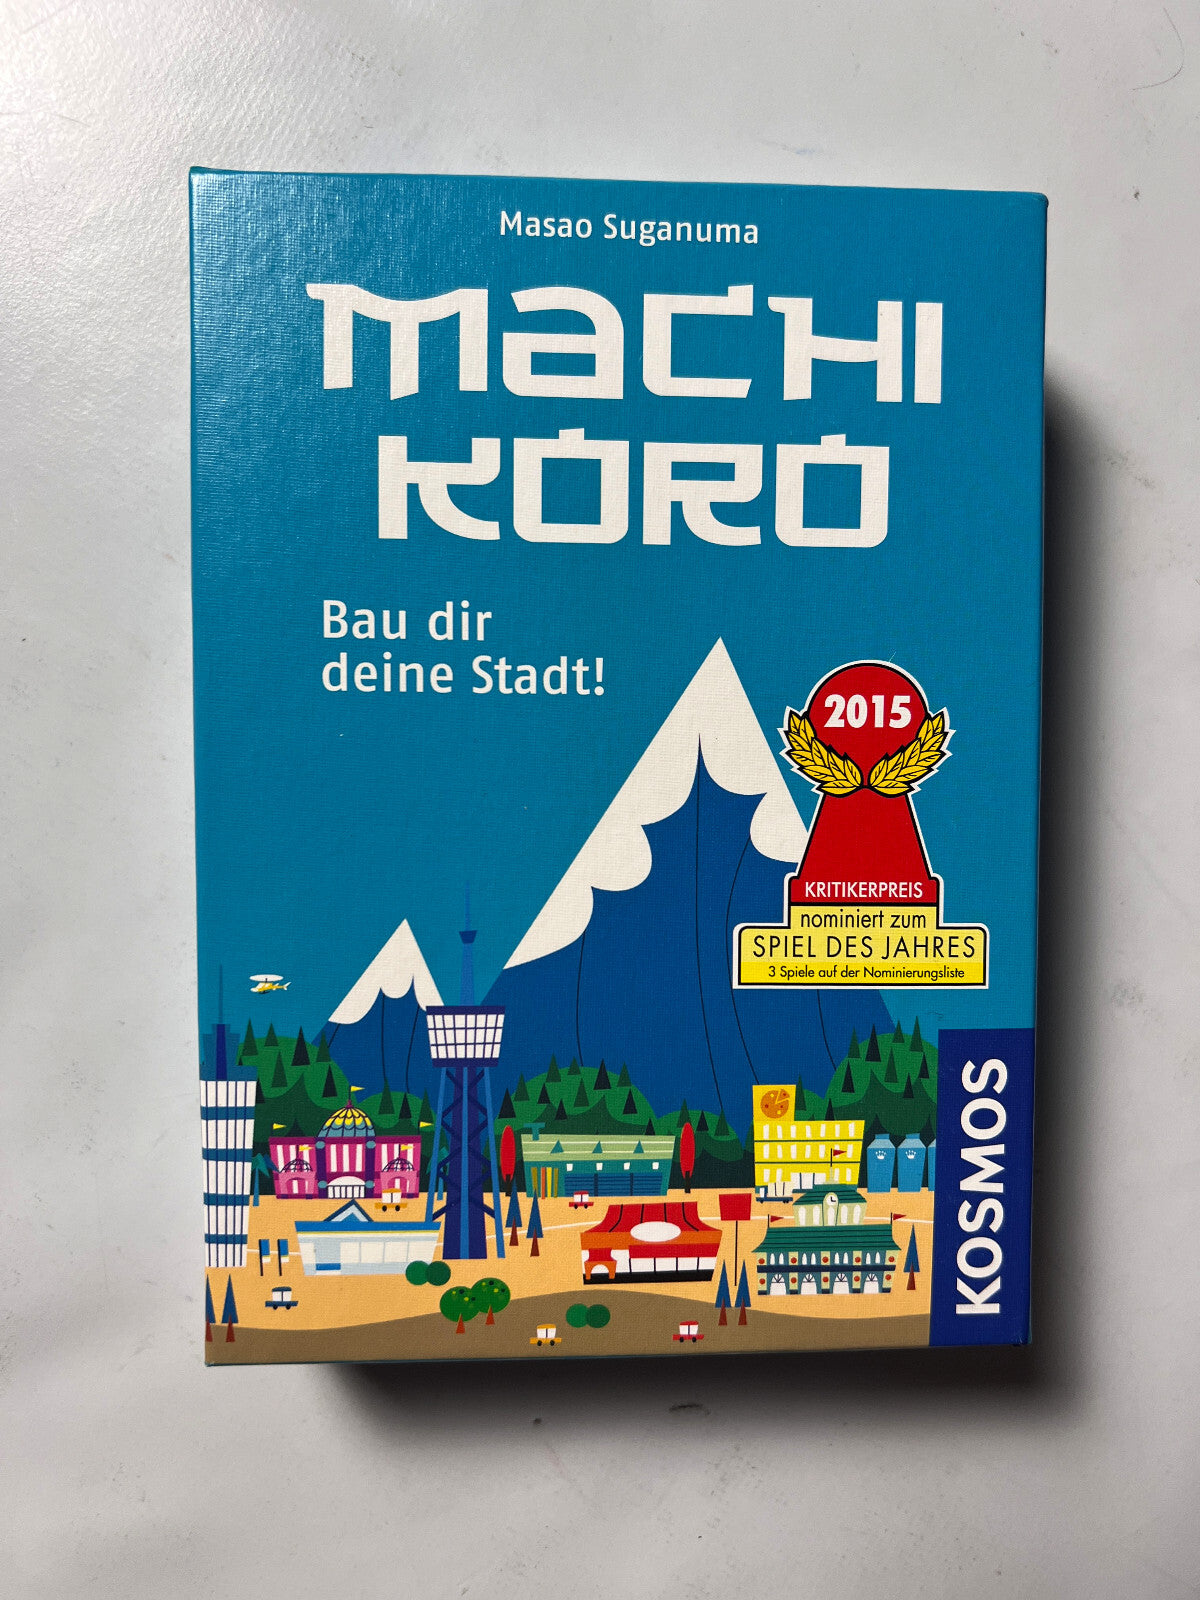 Masao Suganuma
MACHI
KORO
Bau dir
deine Stadt!
2015
KRITIKERPREIS
nominiert zum
SPIEL DES JAHRES
3 Spiele auf der Nominierungsliste
KOSMOS